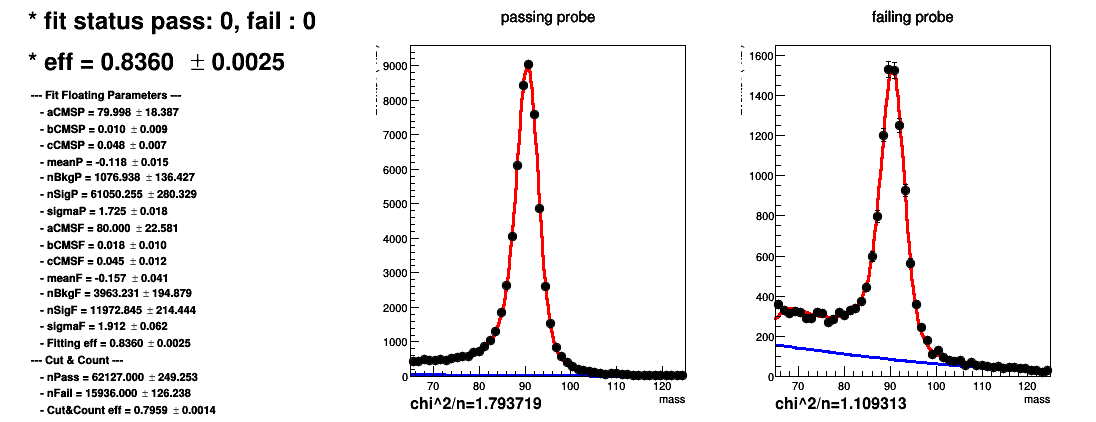 * fit status pass: 0, fail : 0
* eff = 0.8360 ± 0.0025
--- Fit Floating Parameters ---
- aCMSP = 79.998 ± 18.387
- bCMSP = 0.010 ± 0.009
- cCMSP = 0.048 ± 0.007
- meanP = -0.118 ± 0.015
- nBkgP = 1076.938 ± 136.427
- nSigP = 61050.255 ± 280.329
- sigmaP = 1.725 ± 0.018
- aCMSF = 80.000 ± 22.581
- bCMSF = 0.018 ± 0.010
- cCMSF = 0.045 ± 0.012
- meanF = -0.157 ± 0.041
- nBkgF = 3963.231 ± 194.879
- nSigF = 11972.845 ± 214.444
- sigmaF = 1.912 ± 0.062
- Fitting eff = 0.8360 ± 0.0025
--- Cut & Count ---
- nPass = 62127.000 ± 249.253
- nFail = 15936.000 ± 126.238
- Cut&Count eff = 0.7959 ± 0.0014
passing probe
9000
8000
7000
6000
5000
4000
3000
2000
1000
0
70 80 90 100 110 120
mass
chi^2/n=1.793719
failing probe
1600
1400
1200
1000
800
600
400
200
0
70 80 90 100 110 120
mass
chi^2/n=1.109313